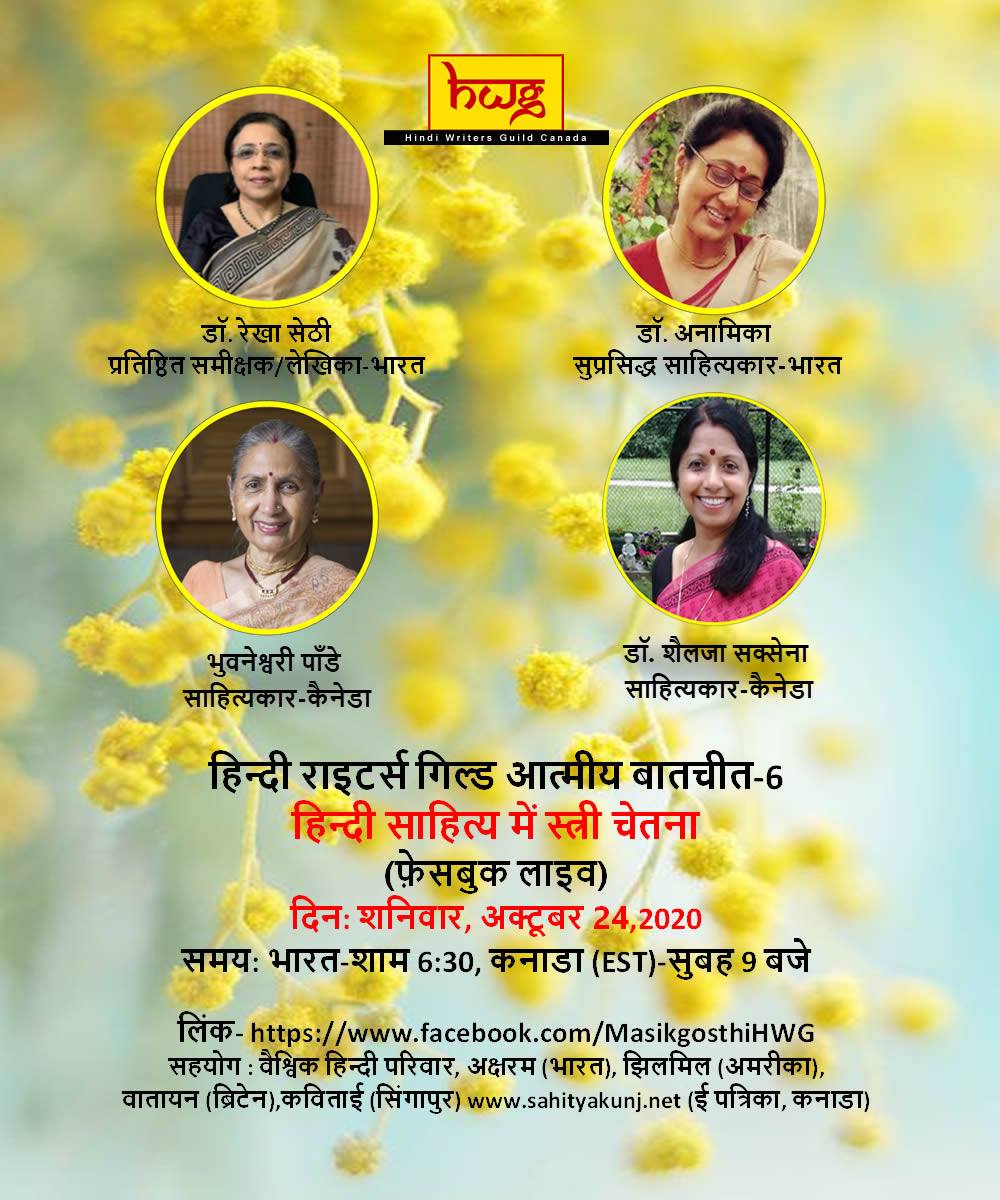 hwg
Hindi Writers Guild Canada
डॉ. रेखा सेठी
प्रतिष्ठित समीक्षक/लेखिका-भारत
डॉ. अनामिका
सुप्रसिद्ध साहित्यकार-भारत
भुवनेश्वरी पाँडे
साहित्यकार-कैनेडा
डॉ. शैलजा सक्सेना
साहित्यकार-कैनेडा
हिन्दी राइटर्स गिल्ड आत्मीय बातचीत-6
हिन्दी साहित्य में स्त्री चेतना
(फ़ेसबुक लाइव)
दिन: शनिवार, अक्टूबर 24,2020
समय: भारत-शाम 6:30, कनाडा (EST)-सुबह 9 बजे
लिंक- https://www.facebook.com/MasikgosthiHWG
सहयोग : वैश्विक हिन्दी परिवार, अक्षरम (भारत), झिलमिल (अमरीका),
वातायन (ब्रिटेन),कविताई (सिंगापुर) www.sahityakunj.net (ई पत्रिका, कनाडा)